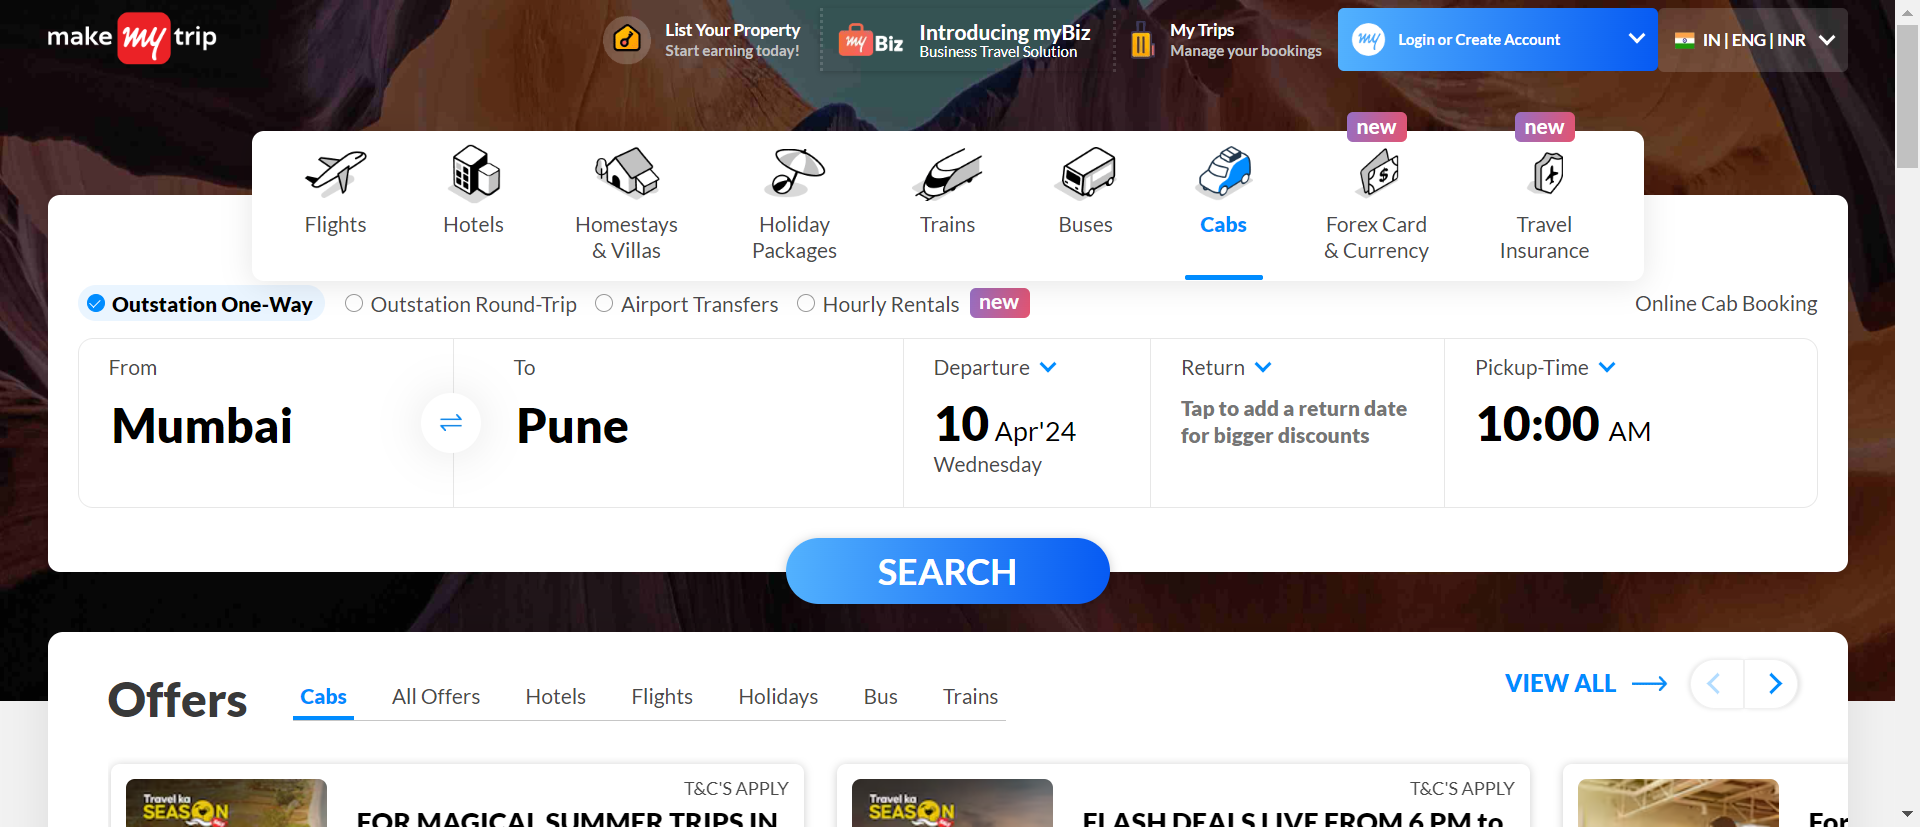 make my trip
List Your Property
Start earning today!
my Biz
Introducing myBiz
Business Travel Solution
My Trips
Manage your bookings
my
Login or Create Account
IN | ENG | INR
new
new
Flights
Hotels
Homestays
& Villas
Holiday
Packages
Trains
Buses
Cabs
Forex Card
& Currency
Travel
Insurance
Outstation One-Way
Outstation Round-Trip
Airport Transfers
Hourly Rentals
new
Online Cab Booking
From
Mumbai
To
Pune
Departure
10 Apr'24
Wednesday
Return
Tap to add a return date
for bigger discounts
Pickup-Time
10:00 AM
SEARCH
Offers
Cabs
All Offers
Hotels
Flights
Holidays
Bus
Trains
VIEW ALL
Travel ka
SEASON
T&C'S APPLY
FOR MAGICAL SUMMER TRIPS IN
Travel ka
SEASON
T&C'S APPLY
FLASH DEALS LIVE FROM 6 PM to
For